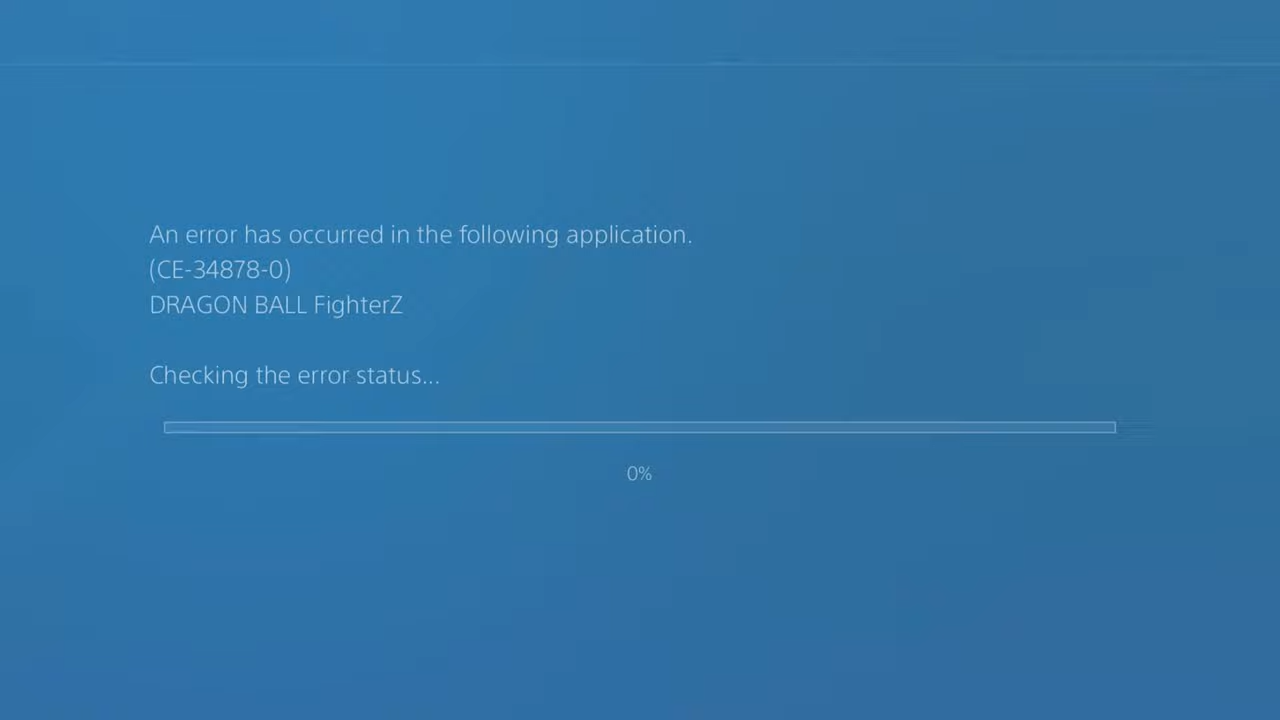 An error has occurred in the following application.
(CE-34878-0)
DRAGON BALL FighterZ
Checking the error status...
0%